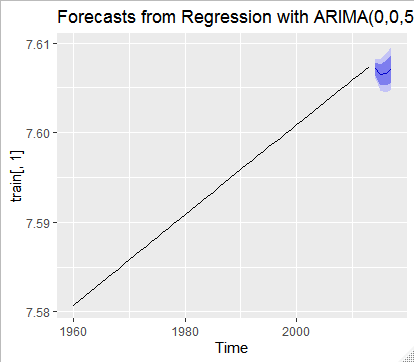 Forecasts from Regression with ARIMA(0,0,5
7.61
7.60
7.59
7.58
train[, 1]
1960
1980
2000
Time